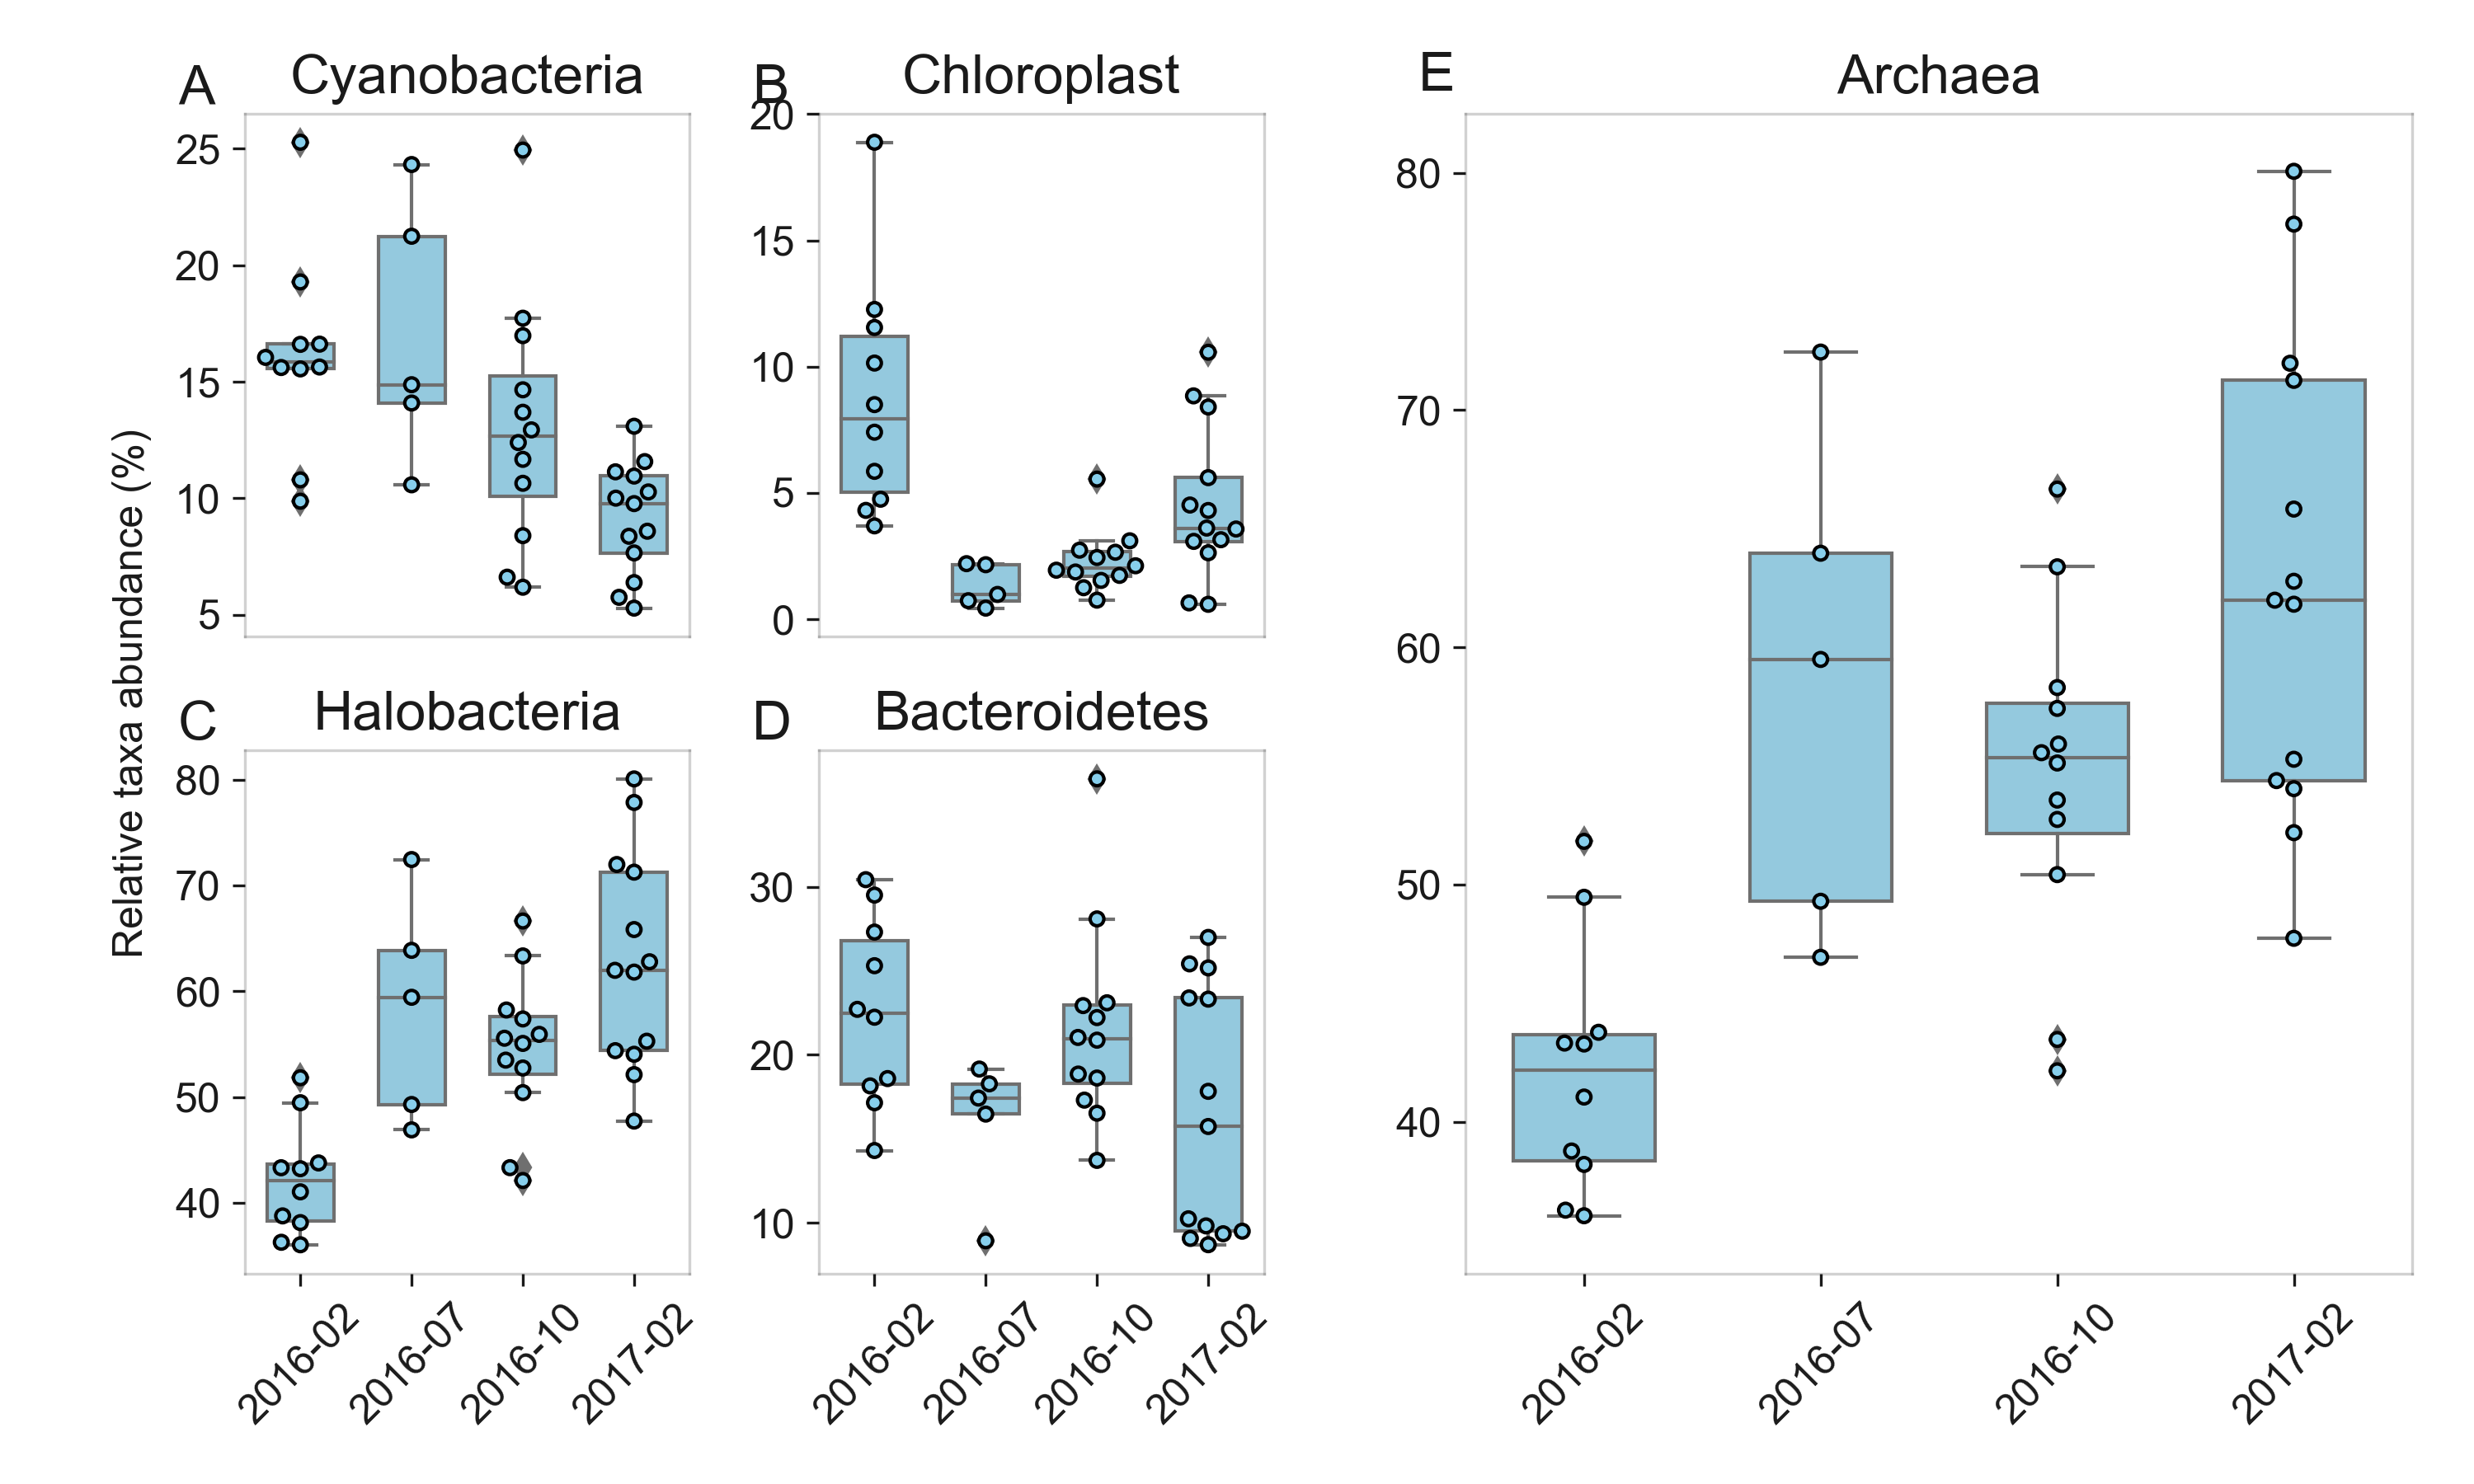 A Cyanobacteria
B Chloroplast
E Archaea
25
20
15
10
5
20
15
10
5
0
80
70
60
50
40
Relative taxa abundance (%)
C Halobacteria
D Bacteroidetes
80
70
60
50
40
30
20
10
2016-02 2016-07 2016-10 2017-02
2016-02 2016-07 2016-10 2017-02
2016-02 2016-07 2016-10 2017-02